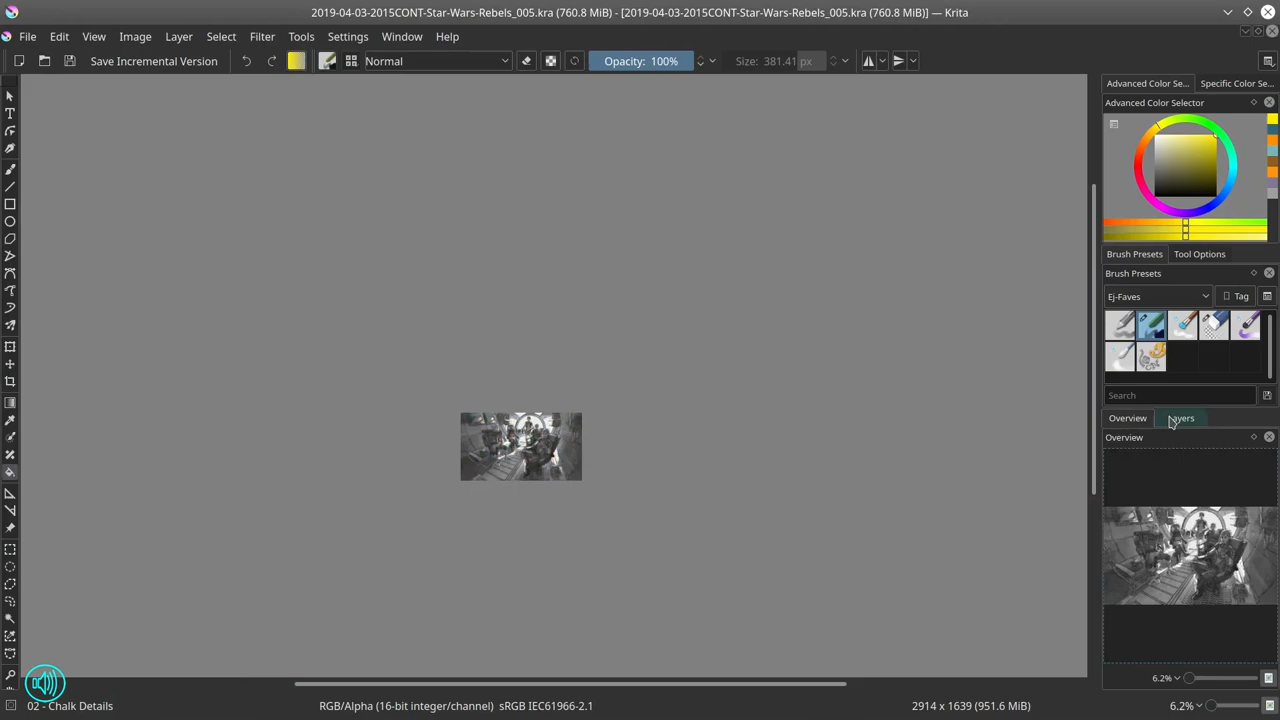 2019-04-03-2015CONT-Star-Wars-Rebels_005.kra (760.8 MiB) - [2019-04-03-2015CONT-Star-Wars-Rebels_005.kra (760.8 MiB)] — Krita
File Edit View Image Layer Select Filter Tools Settings Window Help
Save Incremental Version Normal Opacity: 100% Size: 381.41 px
Advanced Color Se... Specific Color Se...
Advanced Color Selector
Brush Presets Tool Options
Brush Presets
Ej-Faves Tag
Search
Overview Layers
Overview
6.2%
02 - Chalk Details RGB/Alpha (16-bit integer/channel) sRGB IEC61966-2.1 2914 x 1639 (951.6 MiB) 6.2%